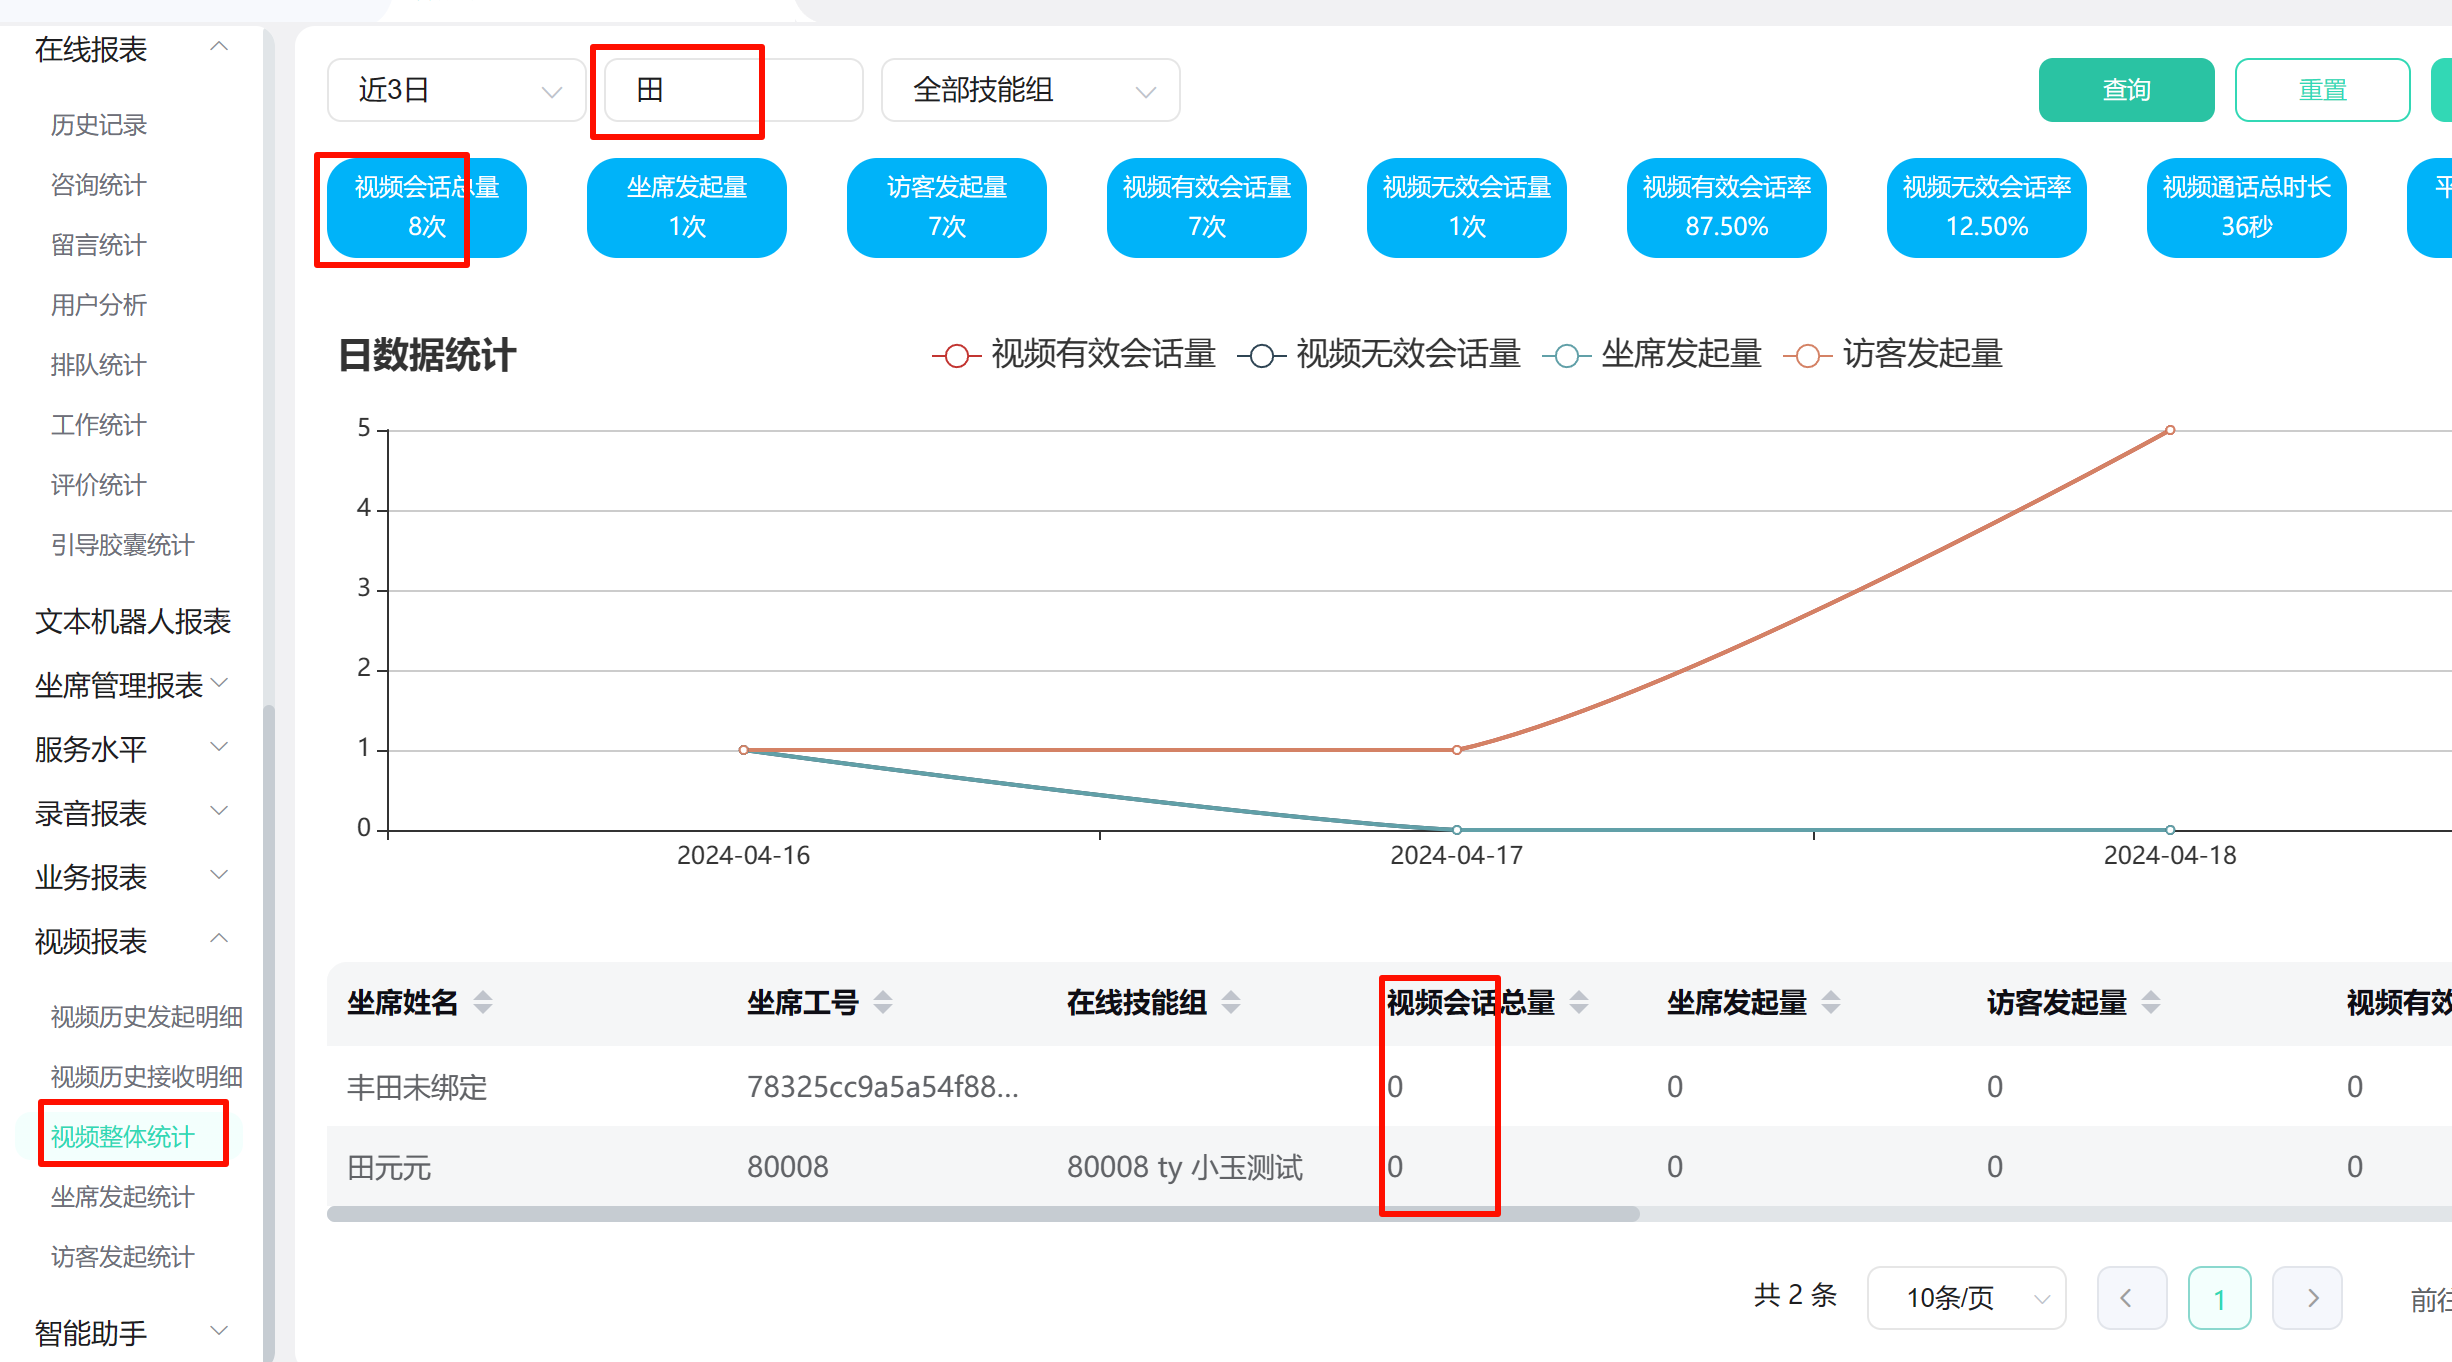 在线报表
历史记录
咨询统计
留言统计
用户分析
排队统计
工作统计
评价统计
引导胶囊统计
文本机器人报表
坐席管理报表
服务水平
录音报表
业务报表
视频报表
视频历史发起明细
视频历史接收明细
视频整体统计
坐席发起统计
访客发起统计
智能助手
近3日
田
全部技能组
查询
重置
视频会话总量
8次
坐席发起量
1次
访客发起量
7次
视频有效会话量
7次
视频无效会话量
1次
视频有效会话率
87.50%
视频无效会话率
12.50%
视频通话总时长
36秒
日数据统计
视频有效会话量 视频无效会话量 坐席发起量 访客发起量
5
4
3
2
1
0
2024-04-16 2024-04-17 2024-04-18
坐席姓名 坐席工号 在线技能组 视频会话总量 坐席发起量 访客发起量 视频有效
丰田未绑定 78325cc9a5a54f88... 0 0 0 0
田元元 80008 80008 ty 小玉测试 0 0 0 0
共 2 条 10条/页 1 前往